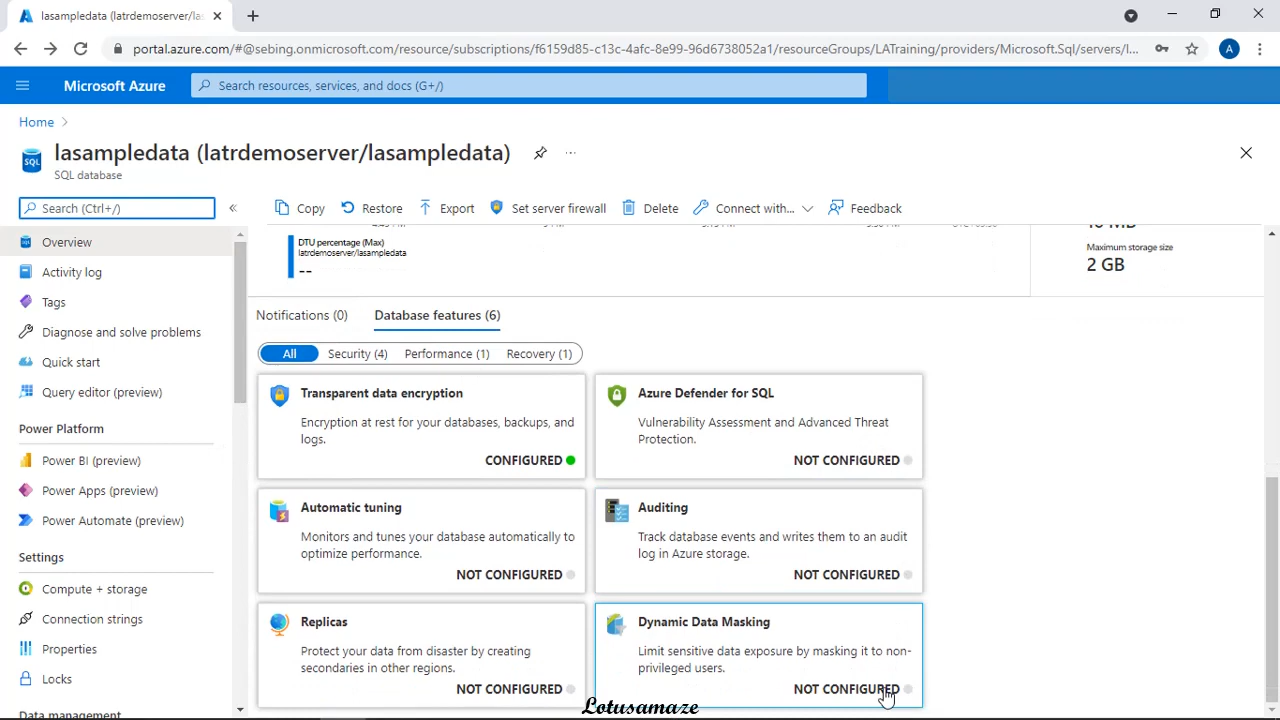 lasampledata (latrdemoserver/las
portal.azure.com/#@sebing.onmicrosoft.com/resource/subscriptions/f6159d85-c13c-4afc-8e99-96d6738052a1/resourceGroups/LATraining/providers/Microsoft.Sql/servers/l...
A
Microsoft Azure
Search resources, services, and docs (G+/)
Home >
lasampledata (latrdemoserver/lasampledata)
SQL
SQL database
Search (Ctrl+/)
Copy Restore Export Set server firewall Delete Connect with... Feedback
Overview
Activity log
Tags
Diagnose and solve problems
Quick start
Query editor (preview)
Power Platform
Power BI (preview)
Power Apps (preview)
Power Automate (preview)
Settings
Compute + storage
Connection strings
Properties
Locks
Data management
DTU percentage (Max)
latrdemoserver/lasampledata
--
Maximum storage size
2 GB
Notifications (0) Database features (6)
All Security (4) Performance (1) Recovery (1)
Transparent data encryption
Encryption at rest for your databases, backups, and
logs.
CONFIGURED
Azure Defender for SQL
Vulnerability Assessment and Advanced Threat
Protection.
NOT CONFIGURED
Automatic tuning
Monitors and tunes your database automatically to
optimize performance.
NOT CONFIGURED
Auditing
Track database events and writes them to an audit
log in Azure storage.
NOT CONFIGURED
Replicas
Protect your data from disaster by creating
secondaries in other regions.
NOT CONFIGURED
Dynamic Data Masking
Limit sensitive data exposure by masking it to non-
privileged users.
NOT CONFIGURED
Lotusamaze